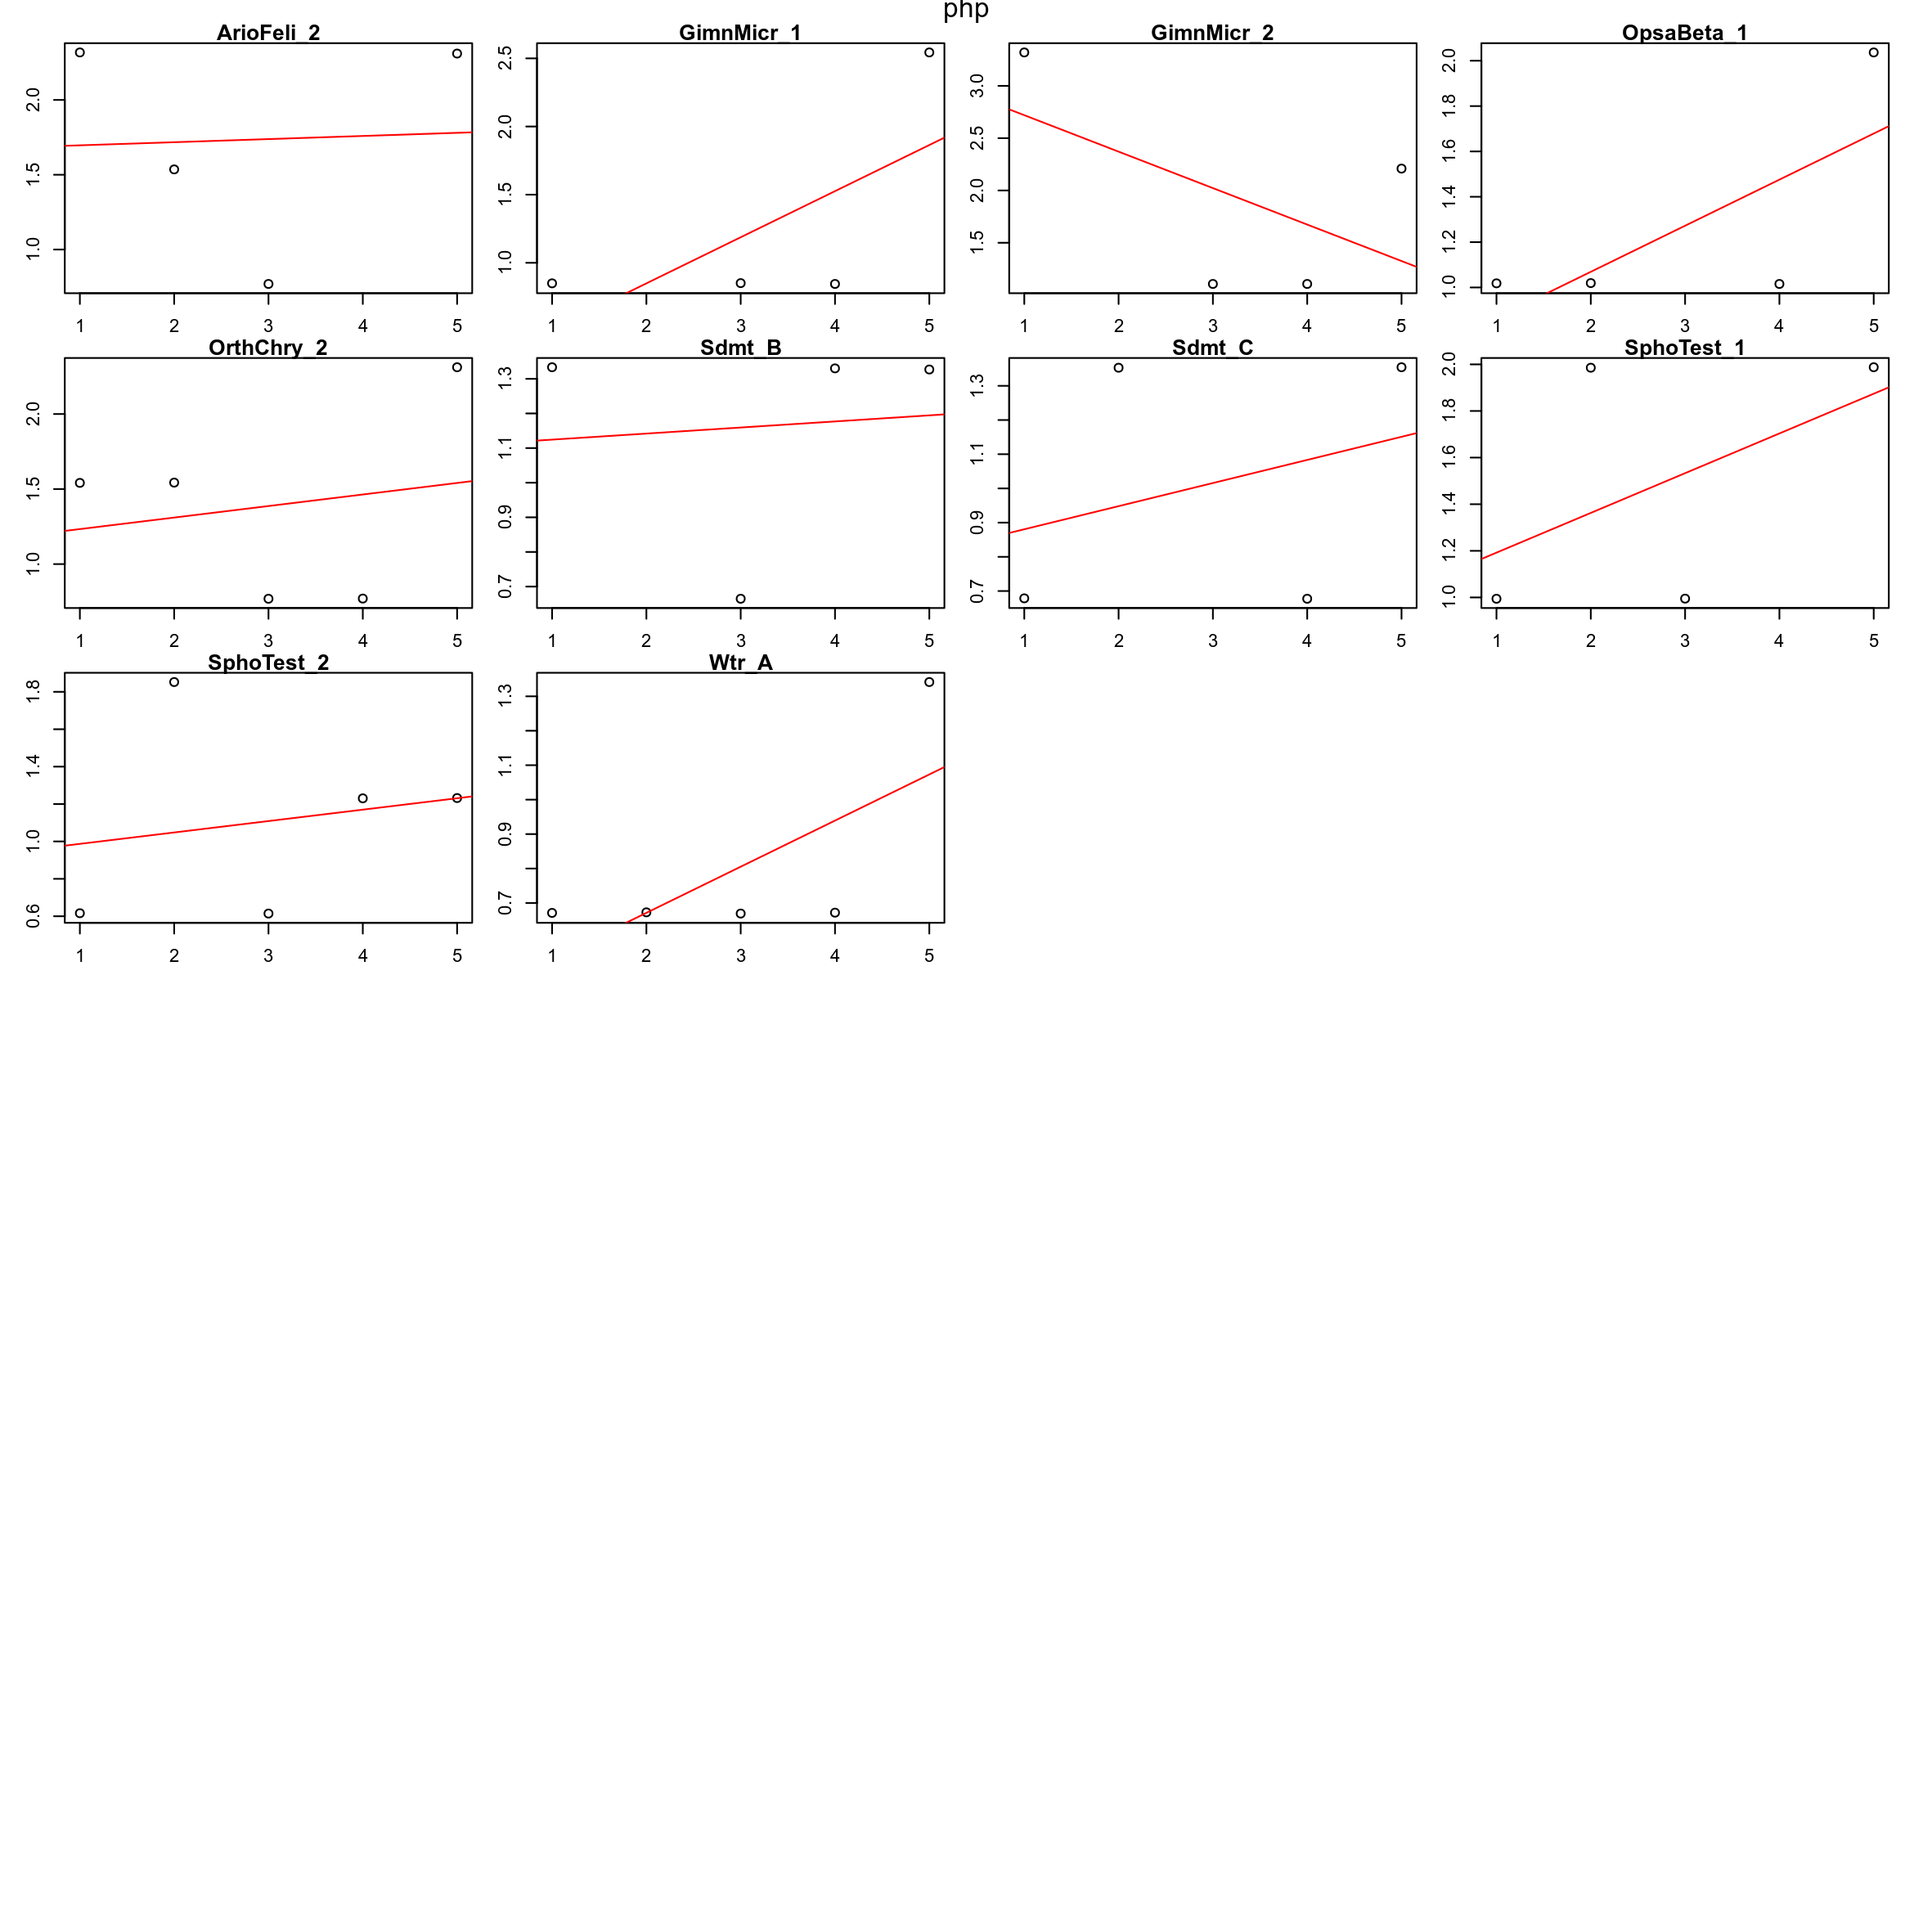 php
ArioFeli_2 GimnMicr_1 GimnMicr_2 OpsaBeta_1
1.0 1.5 2.0
1 2 3 4 5
1.0 1.5 2.0 2.5
1 2 3 4 5
1.5 2.0 2.5 3.0
1 2 3 4 5
1.0 1.2 1.4 1.6 1.8 2.0
1 2 3 4 5
OrthChry_2 Sdmt_B Sdmt_C SphoTest_1
1.0 1.5 2.0
1 2 3 4 5
0.7 0.9 1.1 1.3
1 2 3 4 5
0.7 0.9 1.1 1.3
1 2 3 4 5
1.0 1.2 1.4 1.6 1.8 2.0
1 2 3 4 5
SphoTest_2 Wtr_A
0.6 1.0 1.4 1.8
1 2 3 4 5
0.7 0.9 1.1 1.3
1 2 3 4 5